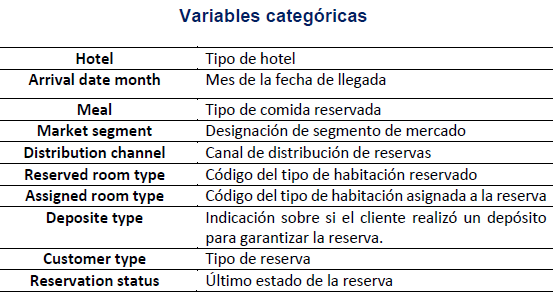 Variables categóricas
Hotel Tipo de hotel
Arrival date month Mes de la fecha de llegada
Meal Tipo de comida reservada
Market segment Designación de segmento de mercado
Distribution channel Canal de distribución de reservas
Reserved room type Código del tipo de habitación reservado
Assigned room type Código del tipo de habitación asignada a la reserva
Deposite type Indicación sobre si el cliente realizó un depósito
para garantizar la reserva.
Customer type Tipo de reserva
Reservation status Último estado de la reserva